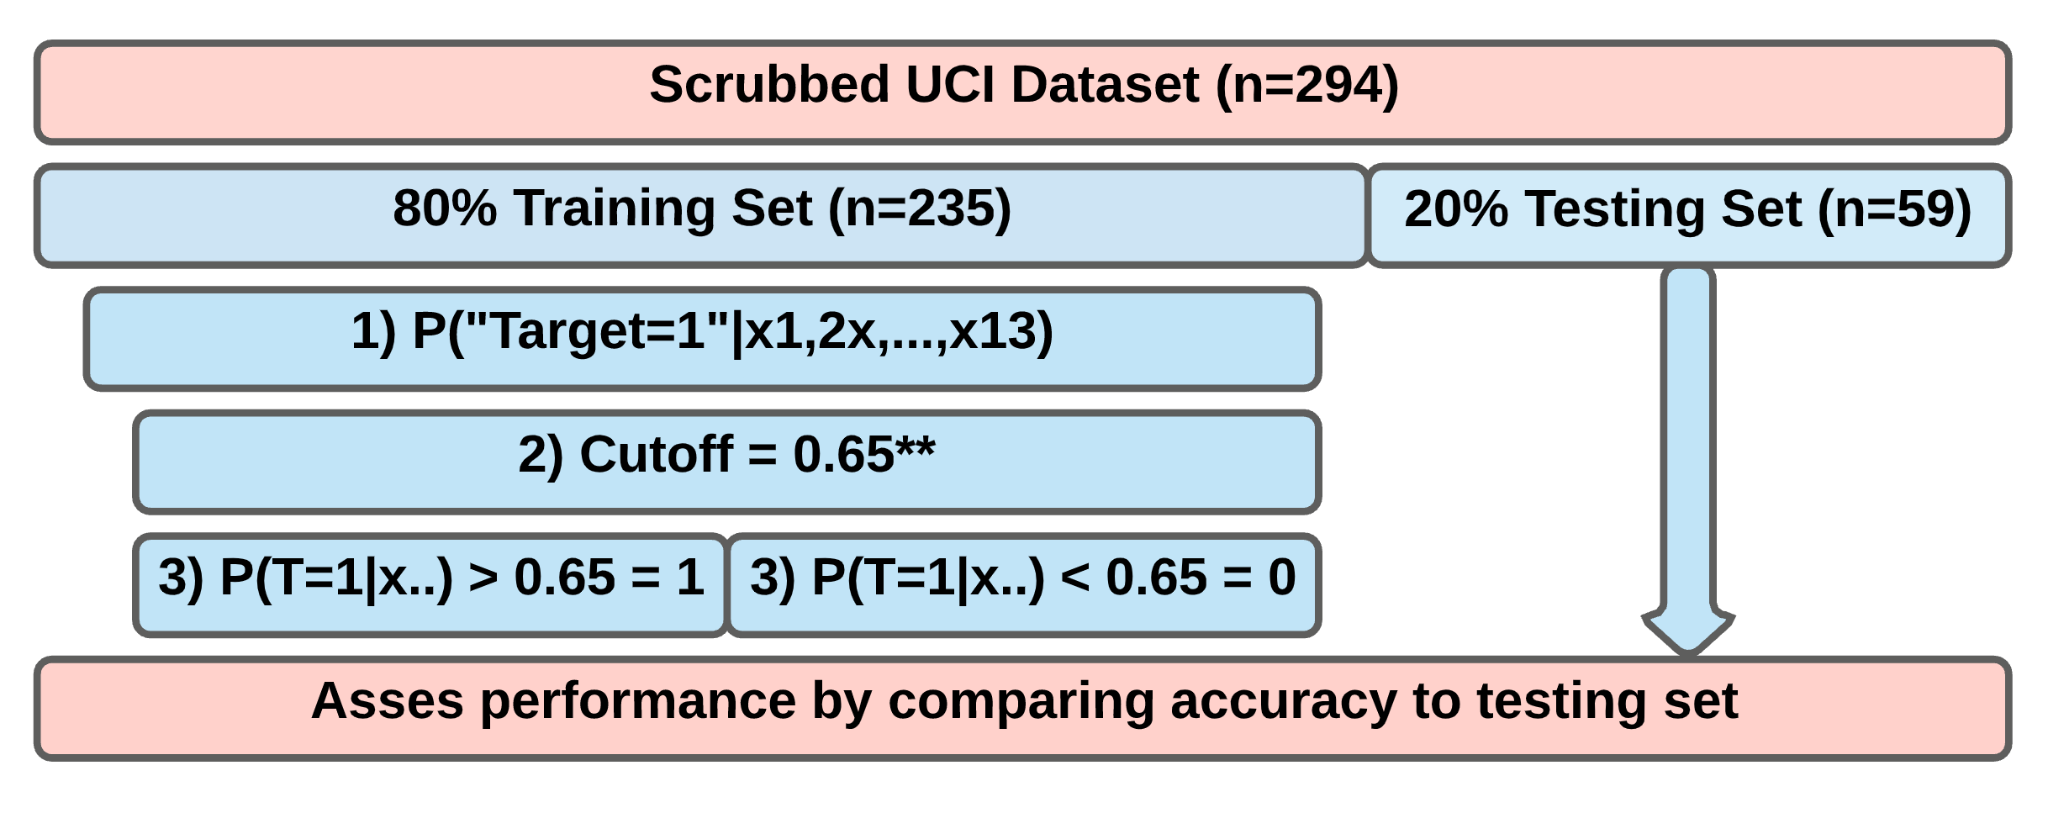 Scrubbed UCI Dataset (n=294)
80% Training Set (n=235)
20% Testing Set (n=59)
1) P("Target=1"|x1,2x,...,x13)
2) Cutoff = 0.65**
3) P(T=1|x..) > 0.65 = 1
3) P(T=1|x..) < 0.65 = 0
Asses performance by comparing accuracy to testing set